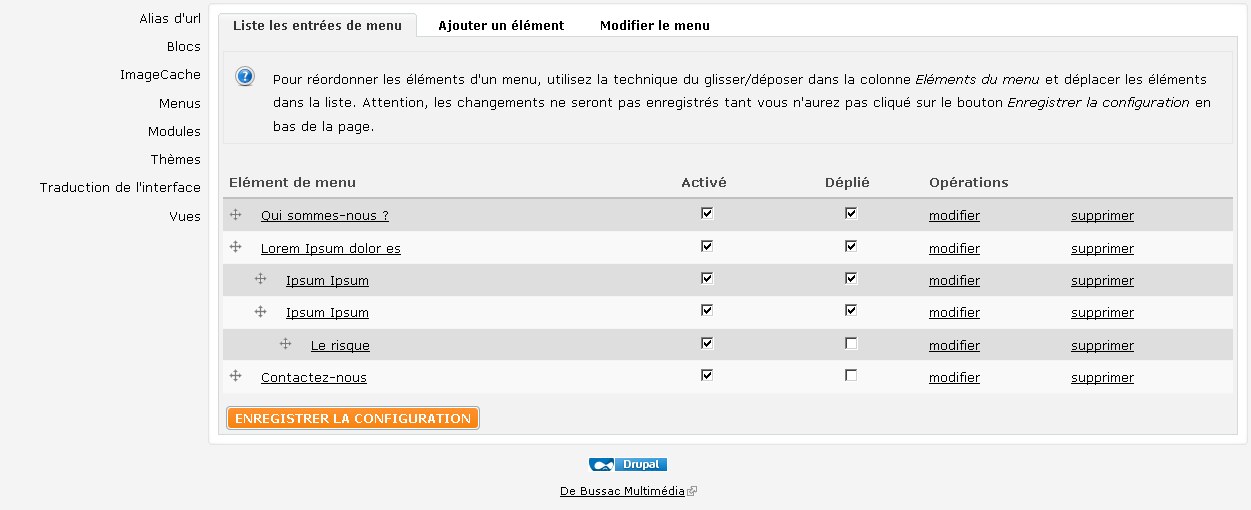 Alias d'url
Blocs
ImageCache
Menus
Modules
Thèmes
Traduction de l'interface
Vues
Liste les entrées de menu Ajouter un élément Modifier le menu
Pour réordonner les éléments d'un menu, utilisez la technique du glisser/déposer dans la colonne Eléments du menu et déplacer les éléments
dans la liste. Attention, les changements ne seront pas enregistrés tant vous n'aurez pas cliqué sur le bouton Enregistrer la configuration en
bas de la page.
Elément de menu Activé Déplié Opérations
Qui sommes-nous ? modifier supprimer
Lorem Ipsum dolor es modifier supprimer
Ipsum Ipsum modifier supprimer
Ipsum Ipsum modifier supprimer
Le risque modifier supprimer
Contactez-nous modifier supprimer
ENREGISTRER LA CONFIGURATION
Drupal
De Bussac Multimédia